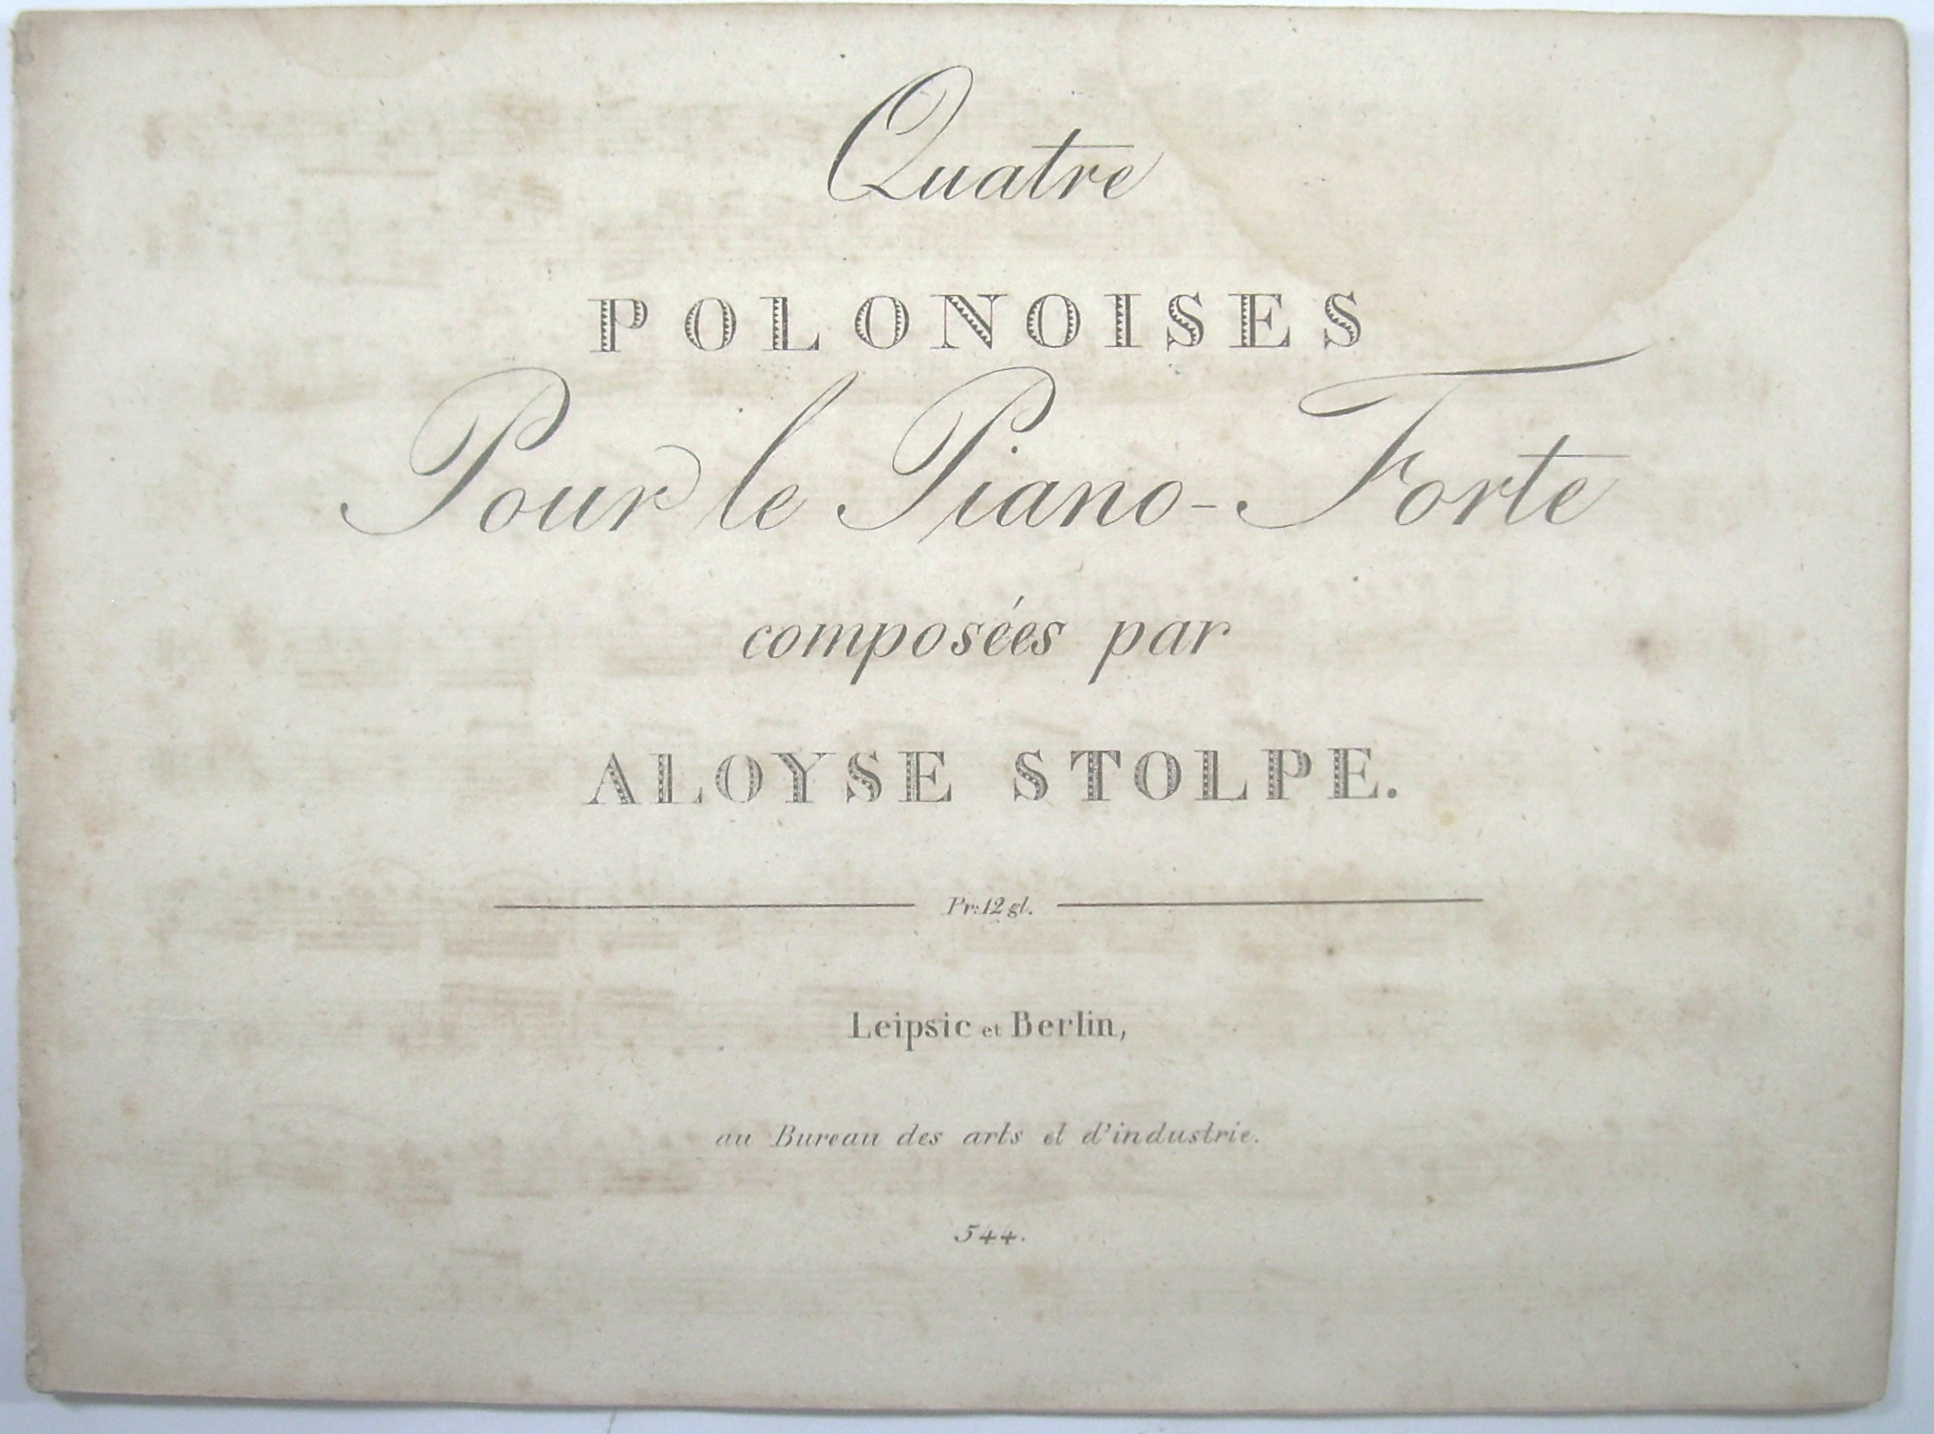 Quatre
POLONOISES
Pour le Piano-Forte
composées par
ALOYSE STOLPE.
Pr: 12 gl.
Leipsic et Berlin,
au Bureau des arts et d'industrie.
544.